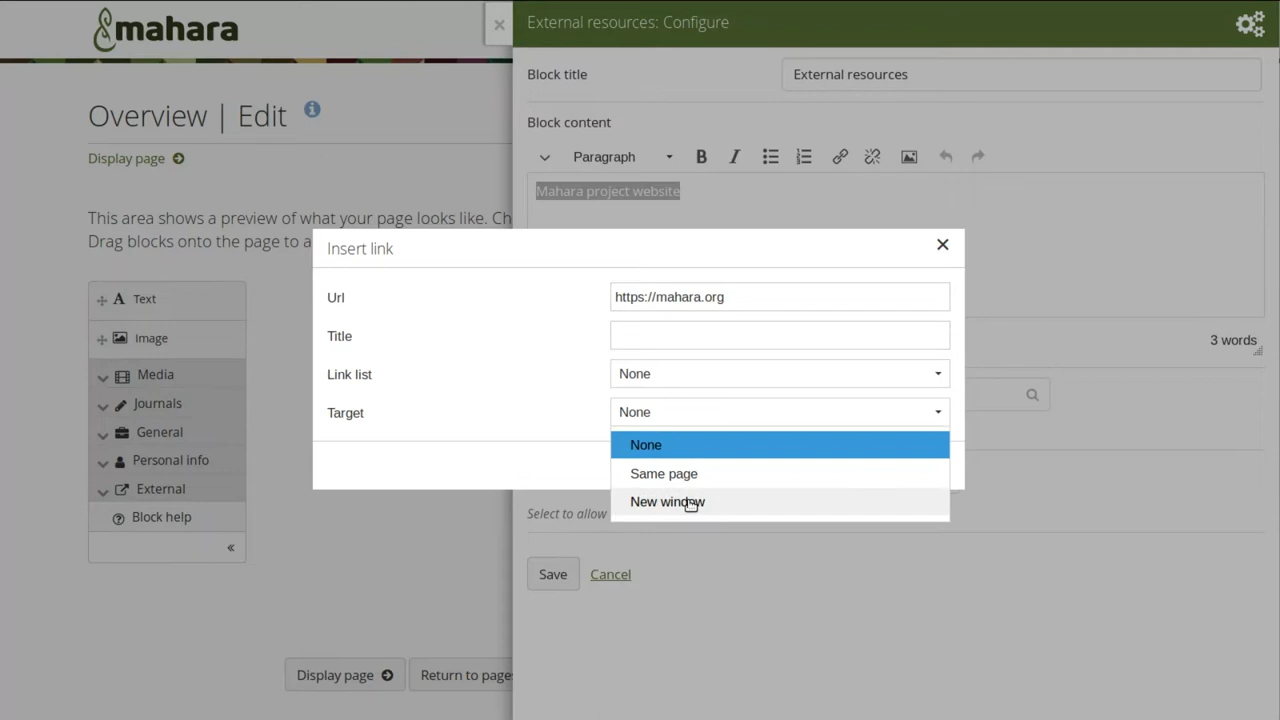 mahara
×
External resources: Configure
Block title
External resources
Overview | Edit
Block content
Display page
Paragraph
B
I
Mahara project website
This area shows a preview of what your page looks like. Ch
Drag blocks onto the page to a
Insert link
×
Url
https://mahara.org
Title
Link list
None
Target
None
None
Same page
New window
3 words
A Text
Image
Media
Journals
General
Personal info
External
Block help
«
Select to allow
Save
Cancel
Display page
Return to page